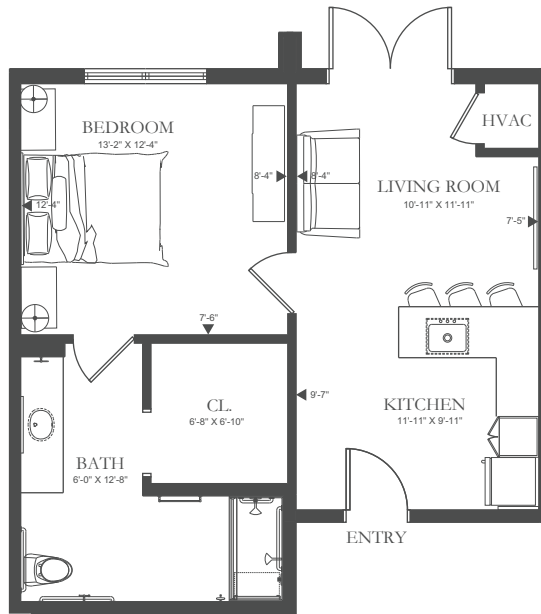 HVAC
BEDROOM
13'-2" X 12'-4"
8'-4"
8'-4"
LIVING ROOM
10'-11" X 11'-11"
12'-4"
7'-5"
7'-6"
9'-7"
CL.
6'-8" X 6'-10"
KITCHEN
11'-11" X 9'-11"
BATH
6'-0" X 12'-8"
ENTRY